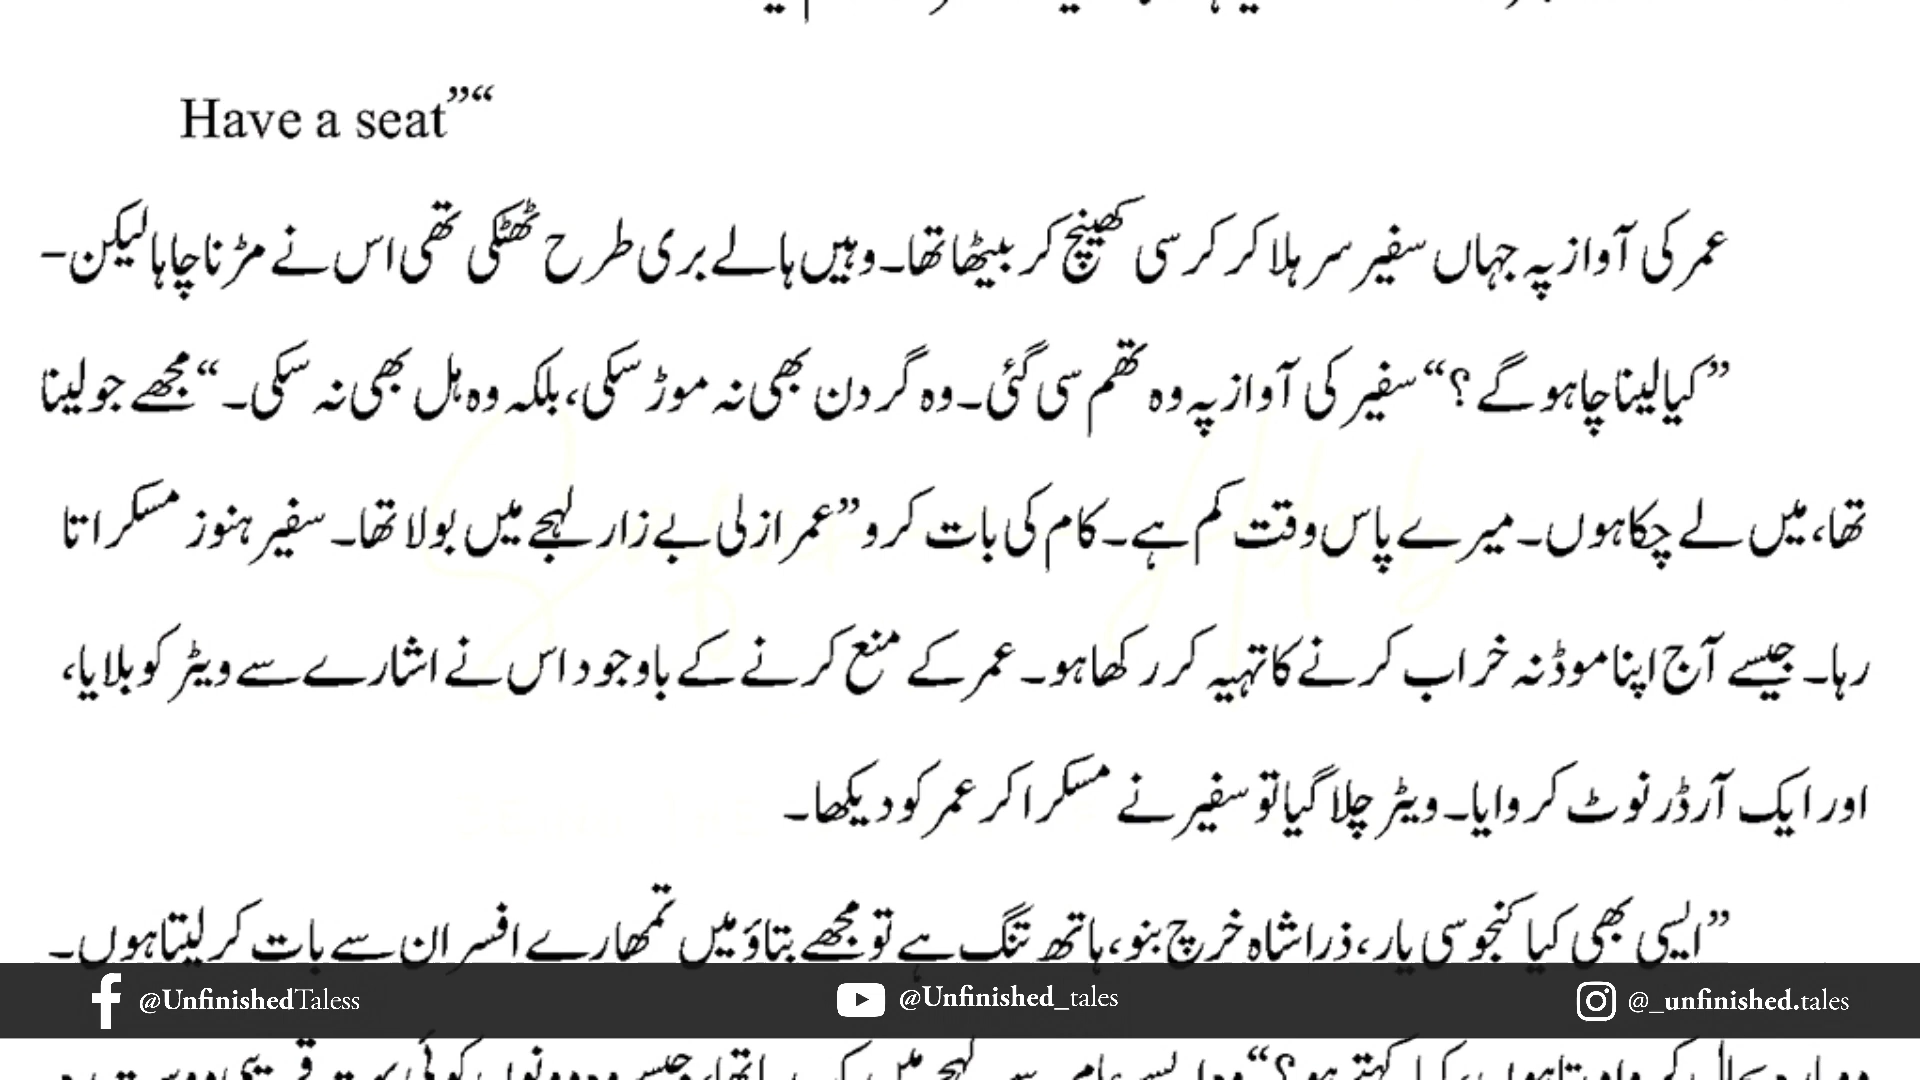 Have a seat”“
عمر کی آواز پہ جہاں سفیر سر ہلا کر کرسی کھینچ کر بیٹھا تھا۔ وہیں ہالے بری طرح ٹھٹکی تھی اس نے مڑنا چاہا لیکن-
”کیا لینا چاہو گے ؟“ سفیر کی آواز پہ وہ تھم سی گئی۔ وہ گردن بھی نہ موڑ سکی، بلکہ وہ ہل بھی نہ سکی۔ “مجھے جو لینا
تھا، میں لے چکا ہوں۔ میرے پاس وقت کم ہے۔ کام کی بات کرو ”عمر ازلی بے زار لہجے میں بولا تھا۔ سفیر ہنوز مسکراتا
رہا۔ جیسے آج اپنا موڈ نہ خراب کرنے کا تہیہ کر رکھا ہو۔ عمر کے منع کرنے کے باوجود اس نے اشارے سے ویٹر کو بلایا،
اور ایک آرڈر نوٹ کروایا۔ ویٹر چلا گیا تو سفیر نے مسکرا کر عمر کو دیکھا۔
”ایسی بھی کیا کنجوسی یار، ذرا شاہ خرچ بنو، ہاتھ تنگ ہے تو مجھے بتاؤ میں تمھارے افسران سے بات کر لیتا ہوں۔
@UnfinishedTaless @Unfinished_tales @_unfinished.tales